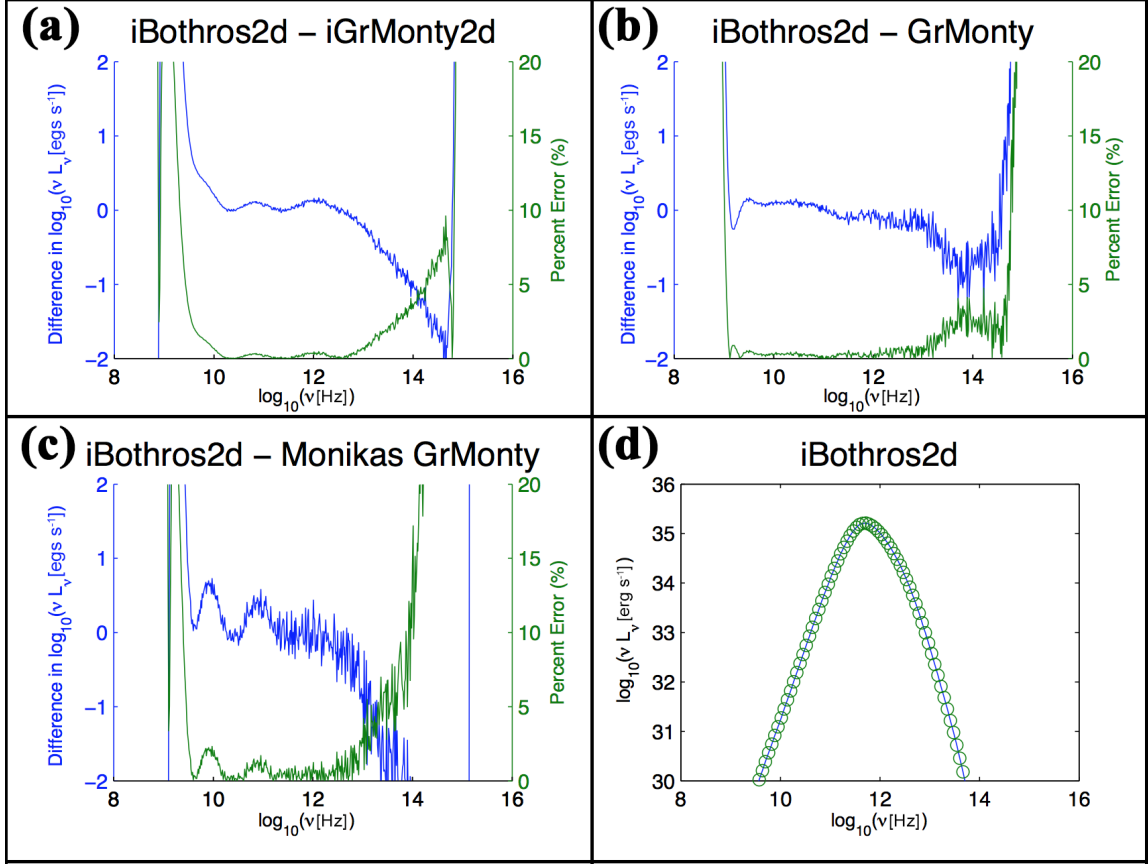 (a) iBothros2d – iGrMonty2d
Difference in log₁₀(ν Lᵥ [egs s⁻¹])
2
1
0
−1
−2
8 10 12 14 16
log₁₀(ν[Hz])
20
15
10
5
0
Percent Error (%)
(b) iBothros2d – GrMonty
Difference in log₁₀(ν Lᵥ [egs s⁻¹])
2
1
0
−1
−2
8 10 12 14 16
log₁₀(ν[Hz])
20
15
10
5
0
Percent Error (%)
(c) iBothros2d – Monikas GrMonty
Difference in log₁₀(ν Lᵥ [egs s⁻¹])
2
1
0
−1
−2
8 10 12 14 16
log₁₀(ν[Hz])
20
15
10
5
0
Percent Error (%)
(d) iBothros2d
log₁₀(ν Lᵥ [erg s⁻¹])
36
35
34
33
32
31
30
8 10 12 14 16
log₁₀(ν[Hz])